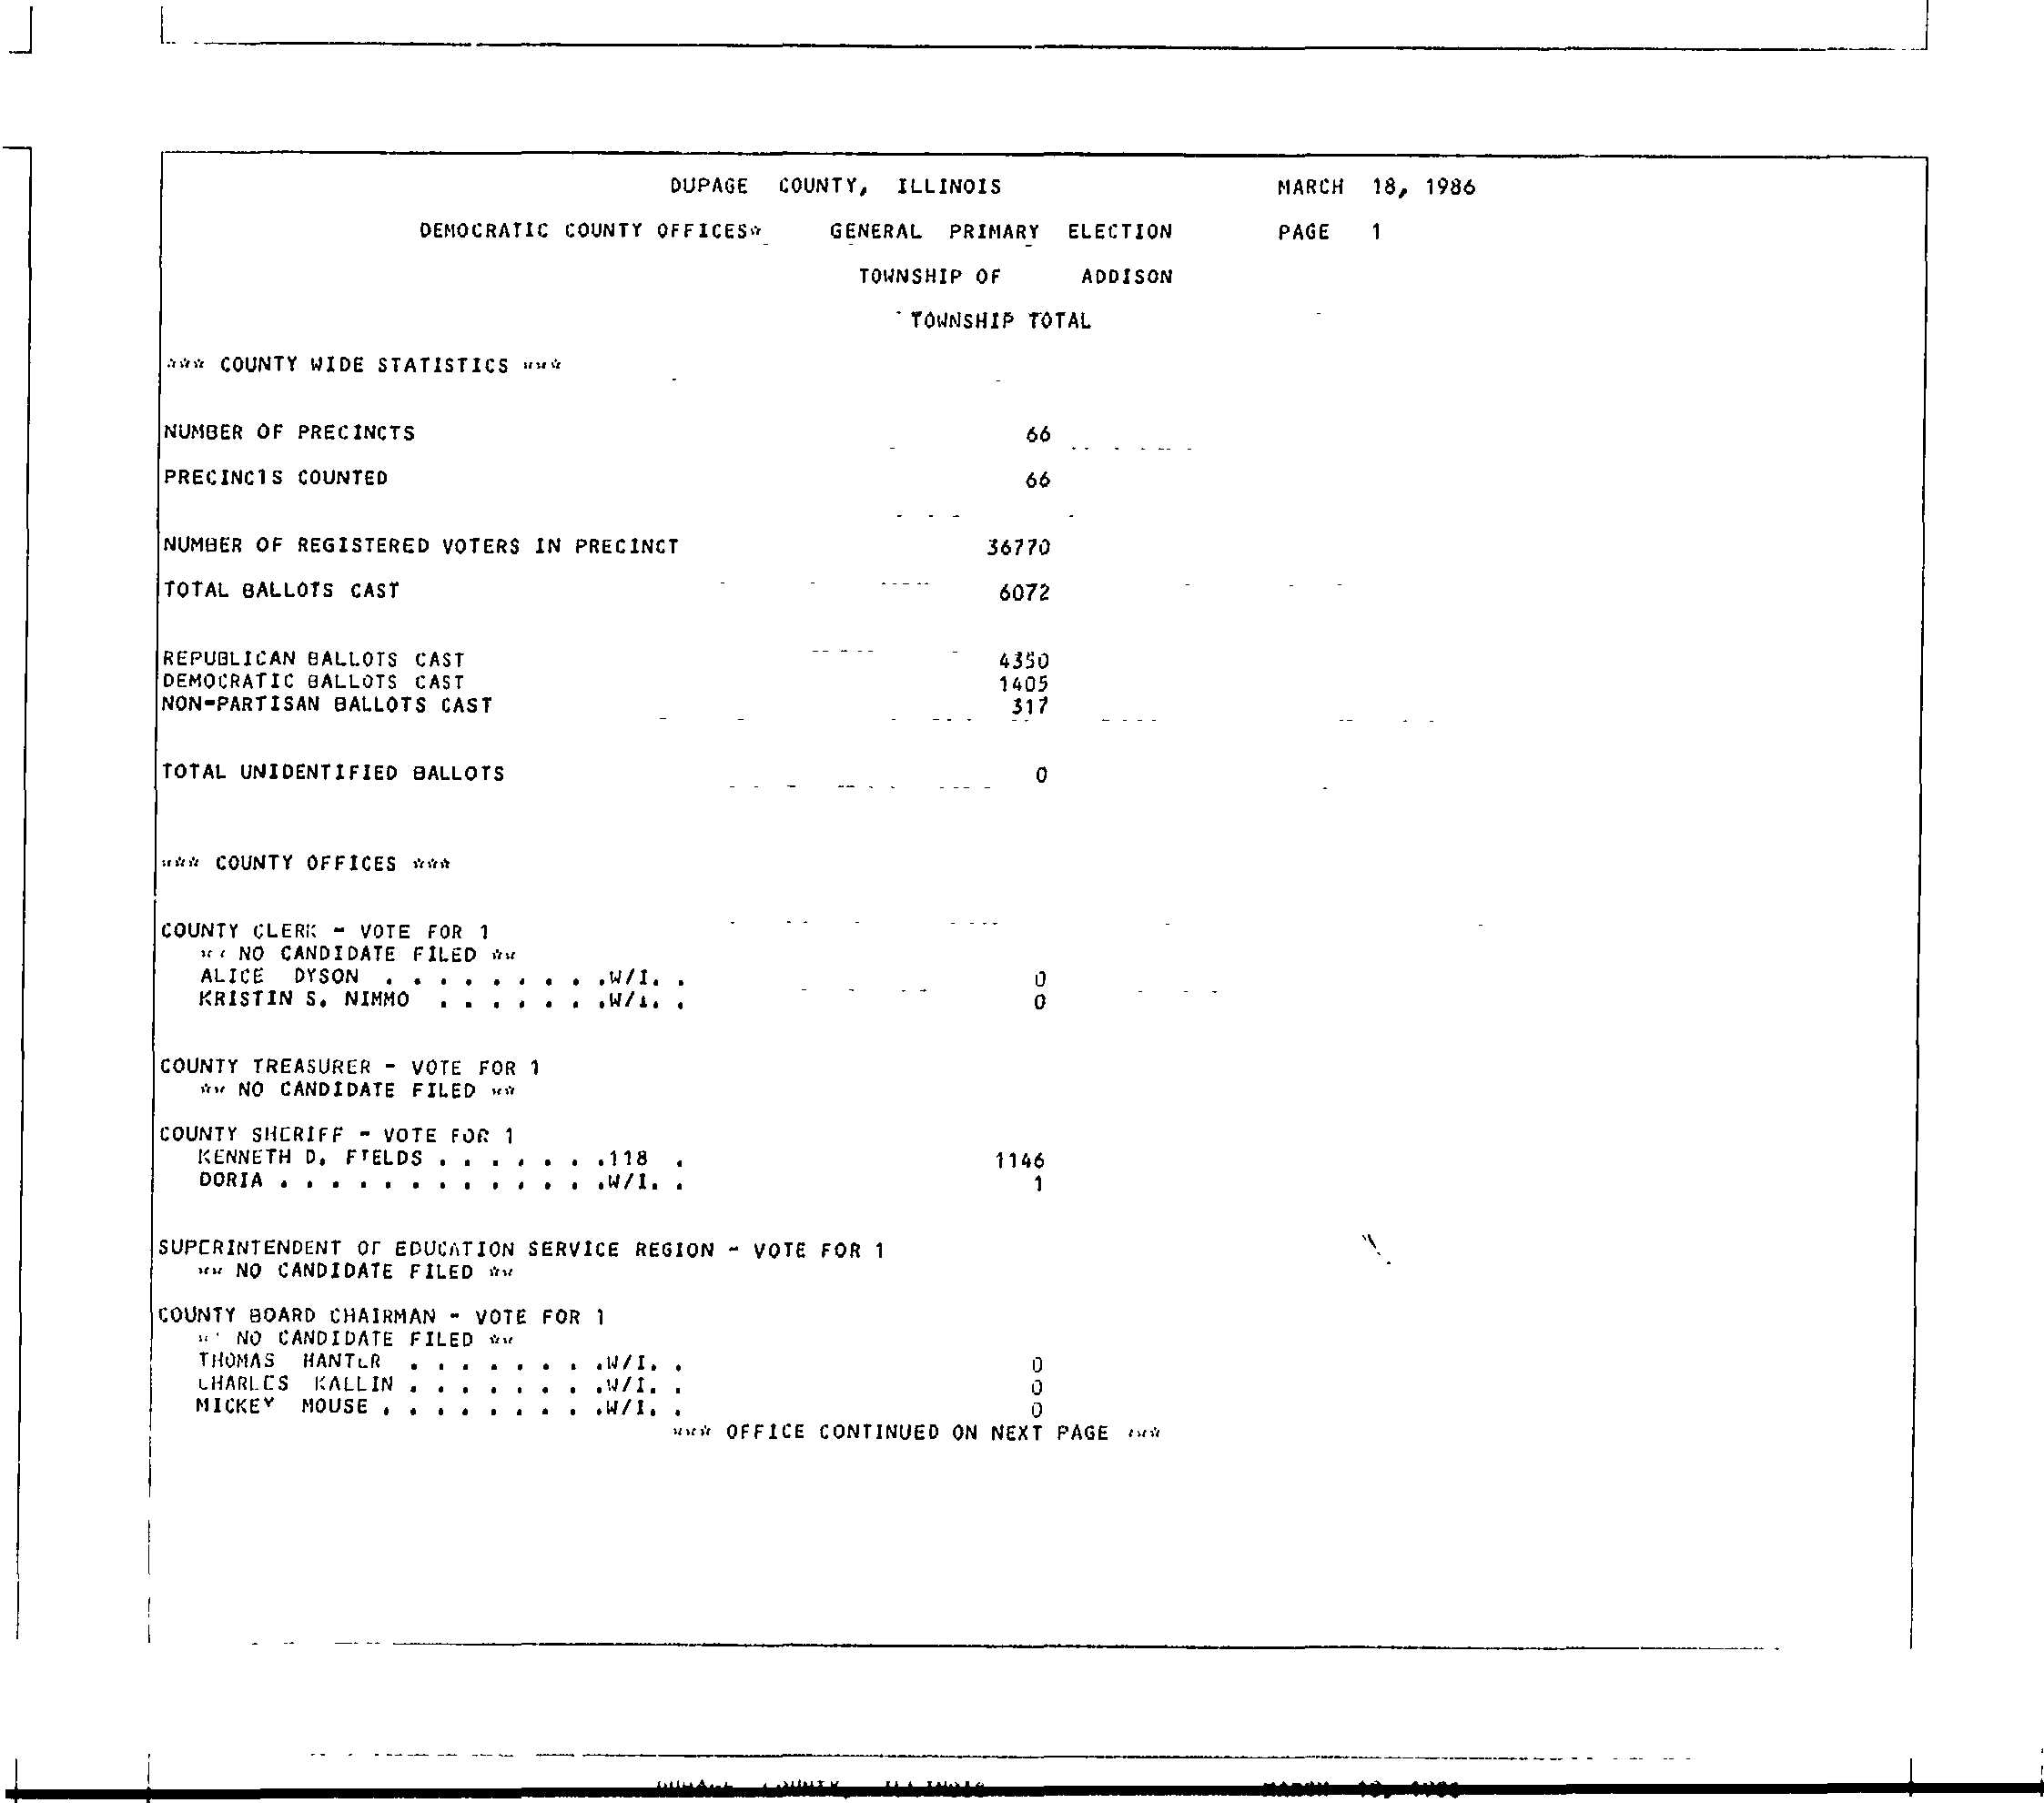 DUPAGE COUNTY, ILLINOIS MARCH 18, 1986
DEMOCRATIC COUNTY OFFICES* GENERAL PRIMARY ELECTION PAGE 1
TOWNSHIP OF ADDISON
TOWNSHIP TOTAL
*** COUNTY WIDE STATISTICS ***
NUMBER OF PRECINCTS 66
PRECINCTS COUNTED 66
NUMBER OF REGISTERED VOTERS IN PRECINCT 36770
TOTAL BALLOTS CAST 6072
REPUBLICAN BALLOTS CAST 4350
DEMOCRATIC BALLOTS CAST 1405
NON-PARTISAN BALLOTS CAST 317
TOTAL UNIDENTIFIED BALLOTS 0
*** COUNTY OFFICES ***
COUNTY CLERK - VOTE FOR 1
** NO CANDIDATE FILED **
ALICE DYSON . . . . . . . . .W/I. . 0
KRISTIN S. NIMMO . . . . . . .W/I. . 0
COUNTY TREASURER - VOTE FOR 1
** NO CANDIDATE FILED **
COUNTY SHERIFF - VOTE FOR 1
KENNETH D. FIELDS . . . . . . .118 . 1146
DORIA . . . . . . . . . . . . .W/I. . 1
SUPERINTENDENT OF EDUCATION SERVICE REGION - VOTE FOR 1
** NO CANDIDATE FILED **
COUNTY BOARD CHAIRMAN - VOTE FOR 1
** NO CANDIDATE FILED **
THOMAS HANTER . . . . . . . .W/I. . 0
CHARLES KALLIN . . . . . . . .W/I. . 0
MICKEY MOUSE . . . . . . . . .W/I. . 0
*** OFFICE CONTINUED ON NEXT PAGE ***